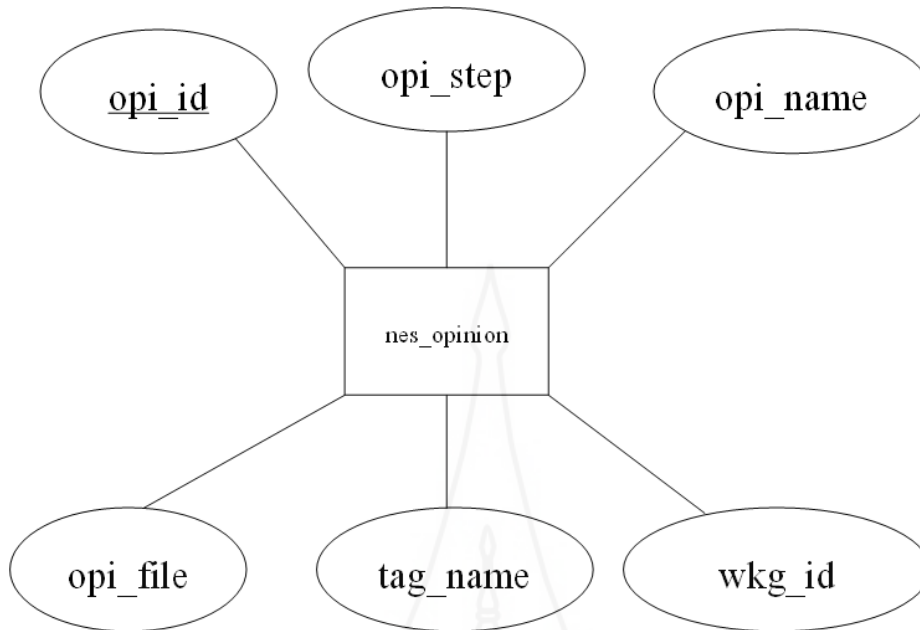 opi_id
opi_step
opi_name
nes_opinion
opi_file
tag_name
wkg_id